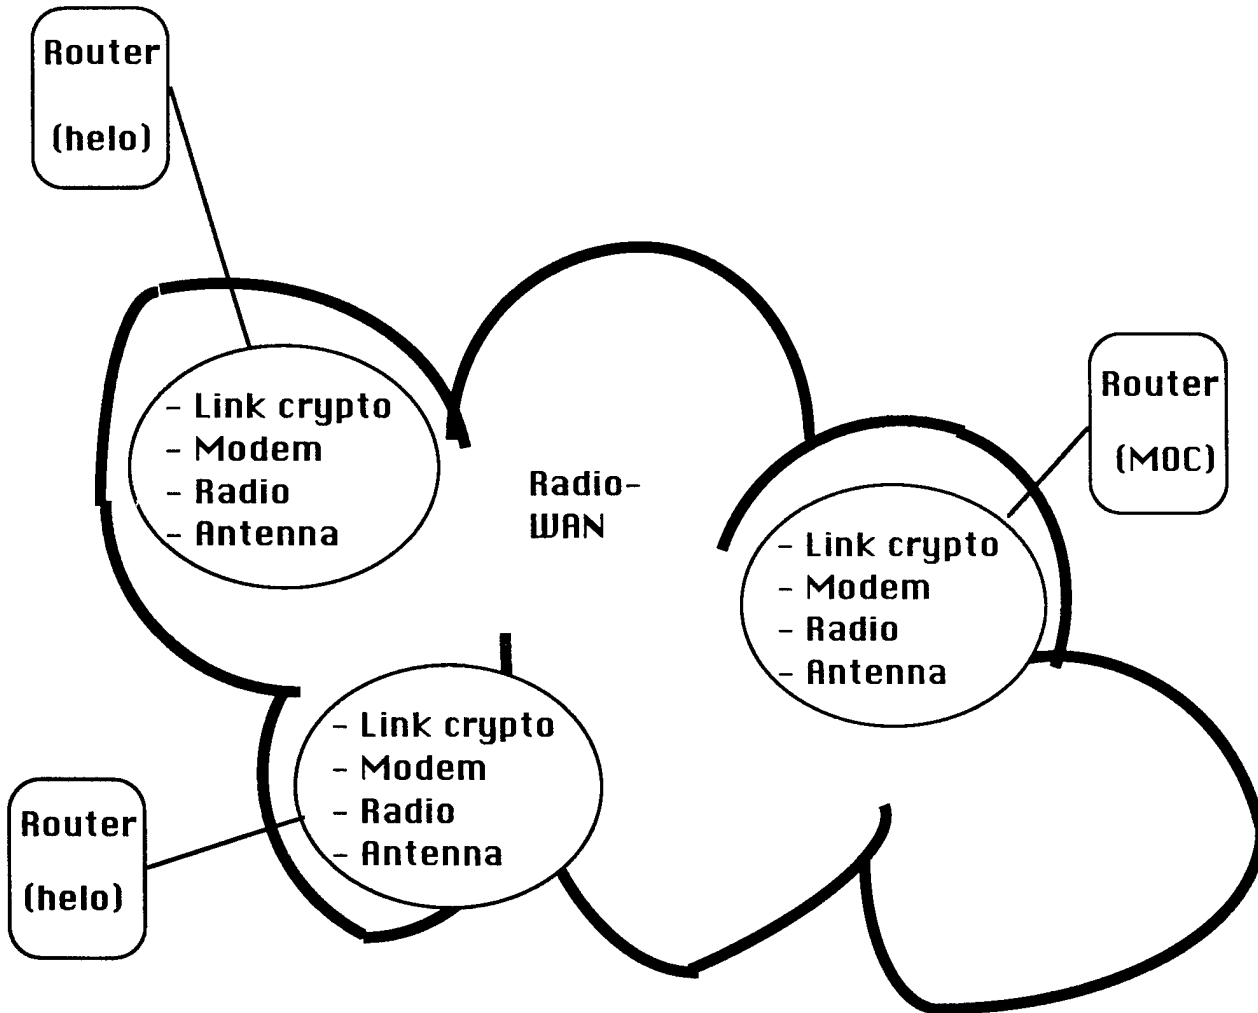 Router
(helo)
- Link crypto
- Modem
- Radio
- Antenna
Radio-
WAN
Router
(MOC)
- Link crypto
- Modem
- Radio
- Antenna
- Link crypto
- Modem
- Radio
- Antenna
Router
(helo)